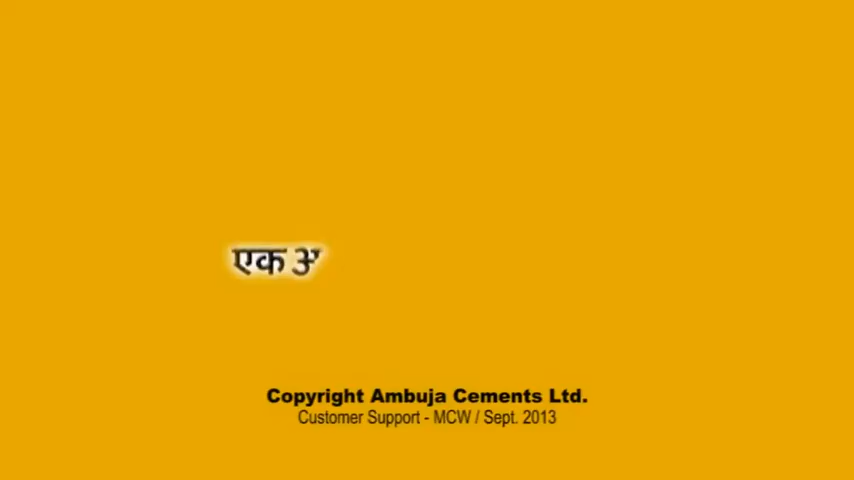 एक
Copyright Ambuja Cements Ltd.
Customer Support - MCW / Sept. 2013